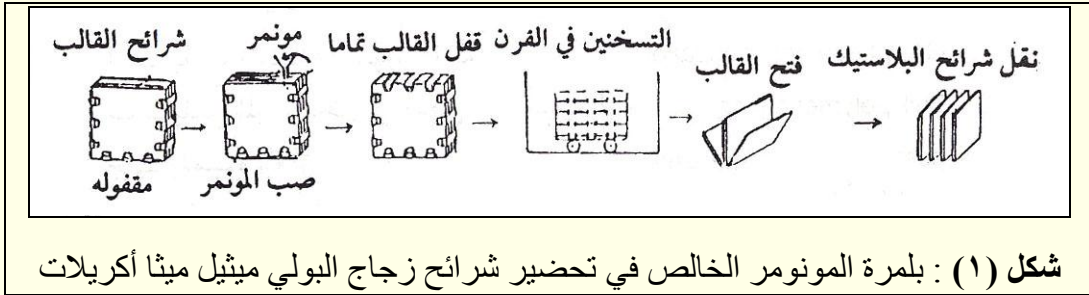 شرائح القالب
مونمر
التسخنين في الفرن
قفل القالب تماما
فتح القالب
نقل شرائح البلاستيك
مقفوله
صب المونمر
شكل (١) : بلمرة المونومر الخالص في تحضير شرائح زجاج البولي ميثيل ميثا أكريلات